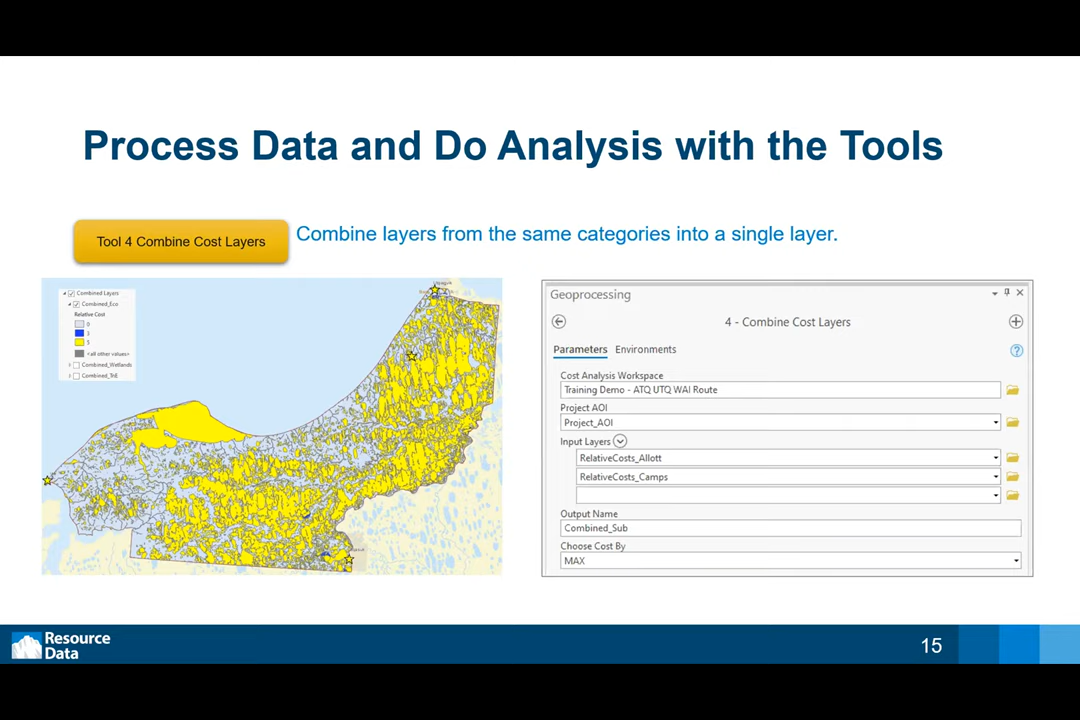 Process Data and Do Analysis with the Tools
Tool 4 Combine Cost Layers
Combine layers from the same categories into a single layer.
Combined Layers
Combined_Eco
Relative Cost
0
3
5
<all other values>
Combined_Wetlands
Geoprocessing
4 - Combine Cost Layers
Parameters Environments
Cost Analysis Workspace
Training Demo - ATQ UTQ WAI Route
Project AOI
Project_AOI
Input Layers
RelativeCosts_Allott
RelativeCosts_Camps
Output Name
Combined_Sub
Choose Cost By
MAX
Resource
Data
15